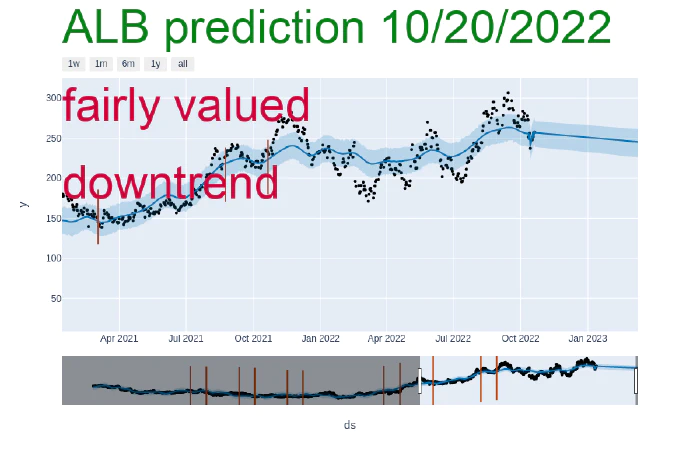 ALB prediction 10/20/2022
1w 1m 6m 1y all
fairly valued
downtrend
300
250
200
150
100
50
y
Apr 2021 Jul 2021 Oct 2021 Jan 2022 Apr 2022 Jul 2022 Oct 2022 Jan 2023
ds